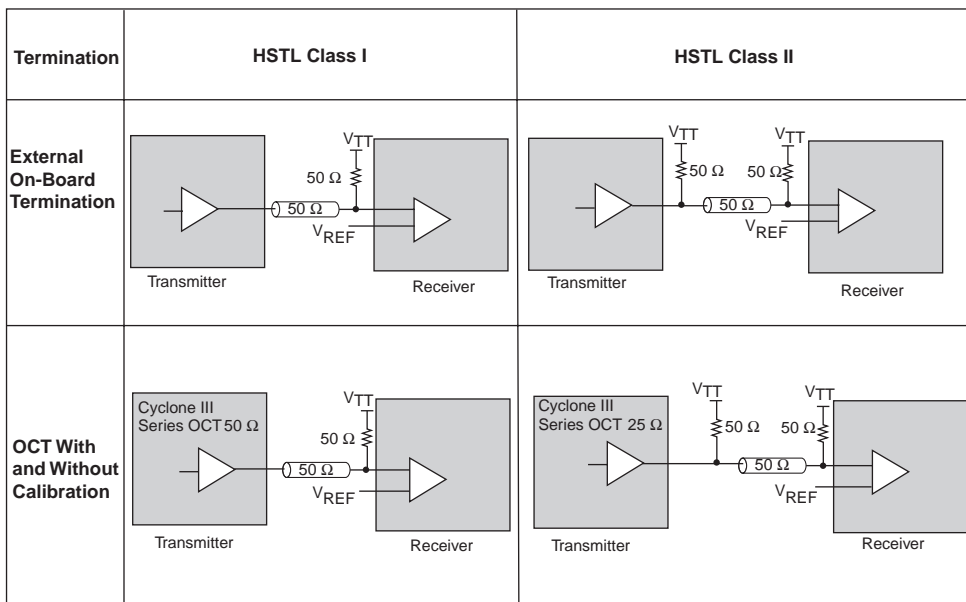 Termination
HSTL Class I
HSTL Class II
External
On-Board
Termination
VTT
50 Ω
50 Ω
VREF
Transmitter
Receiver
VTT
50 Ω
VTT
50 Ω
50 Ω
VREF
Transmitter
Receiver
OCT With
and Without
Calibration
Cyclone III
Series OCT 50 Ω
VTT
50 Ω
50 Ω
VREF
Transmitter
Receiver
Cyclone III
Series OCT 25 Ω
VTT
50 Ω
VTT
50 Ω
50 Ω
VREF
Transmitter
Receiver